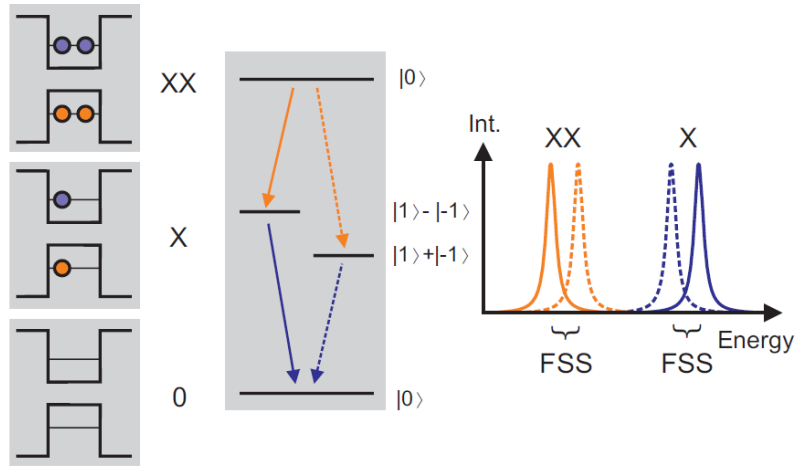 XX
X
0
|0⟩
|1⟩-|-1⟩
|1⟩+|-1⟩
|0⟩
Int.
XX
X
Energy
FSS
FSS